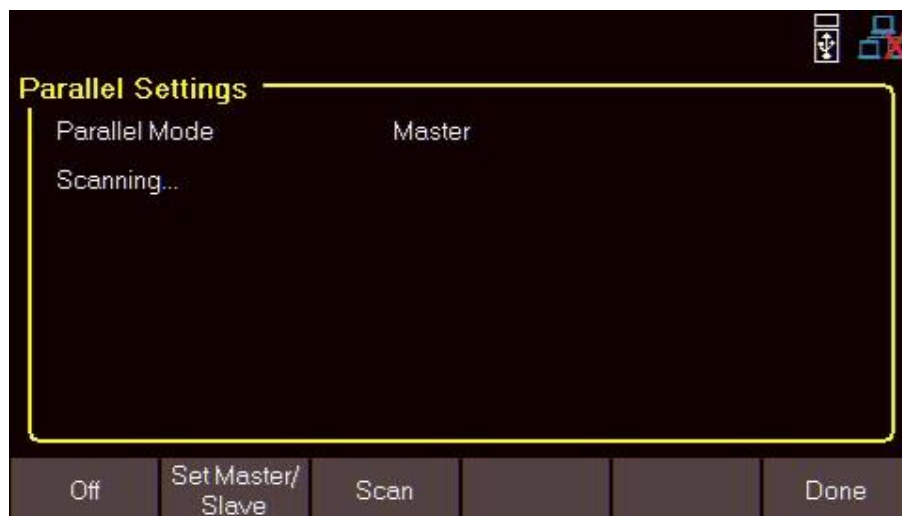 Parallel Settings
Parallel Mode Master
Scanning...
Off
Set Master/
Slave
Scan
Done